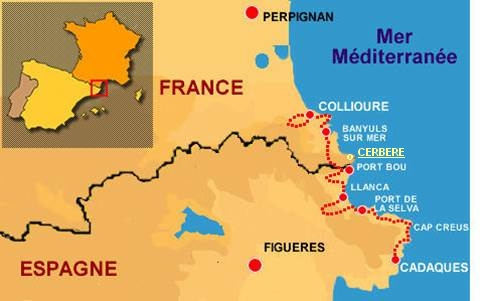 PERPIGNAN
Mer
Méditerranée
FRANCE
COLLIOURE
BANYULS
SUR MER
CERBERE
PORT BOU
LLANCA
PORT DE
LA SELVA
CAP CREUS
FIGUERES
ESPAGNE
CADAQUES